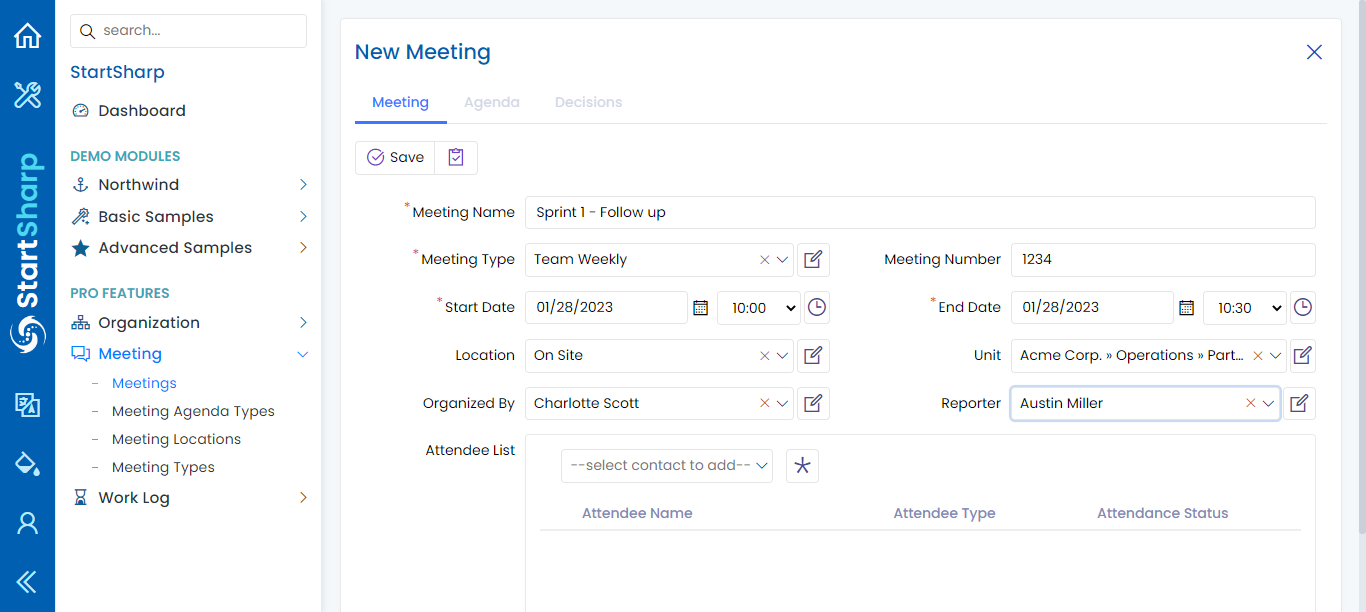 search...
StartSharp
Dashboard
DEMO MODULES
Northwind
Basic Samples
Advanced Samples
PRO FEATURES
Organization
Meeting
Meetings
Meeting Agenda Types
Meeting Locations
Meeting Types
Work Log
StartSharp
New Meeting
Meeting Agenda Decisions
Save
*Meeting Name Sprint 1 - Follow up
*Meeting Type Team Weekly Meeting Number 1234
*Start Date 01/28/2023 10:00 *End Date 01/28/2023 10:30
Location On Site Unit Acme Corp. » Operations » Part...
Organized By Charlotte Scott Reporter Austin Miller
Attendee List --select contact to add--
Attendee Name Attendee Type Attendance Status